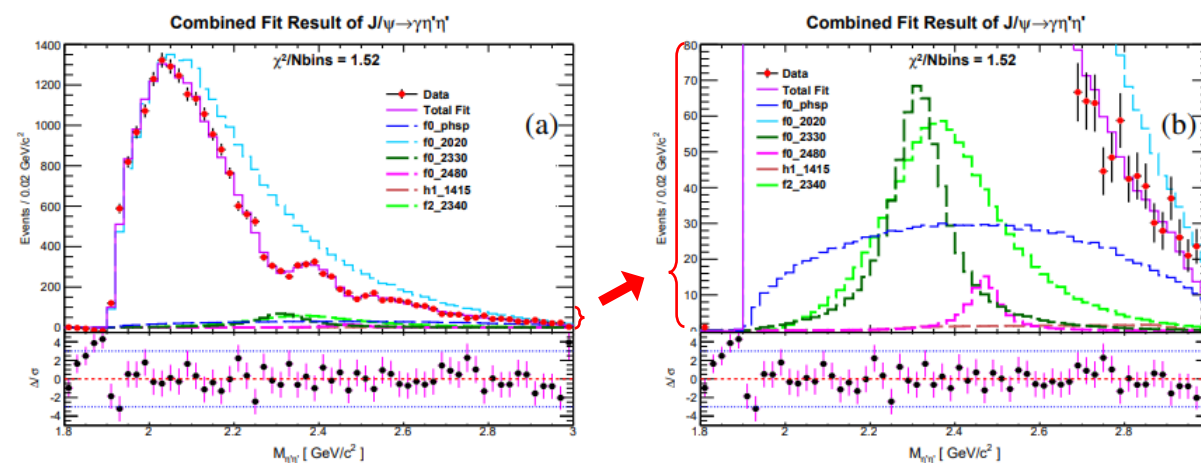 Combined Fit Result of J/ψ→γη'η'
χ²/Nbins = 1.52
Data
Total Fit
f0_phsp
f0_2020
f0_2330
f0_2480
h1_1415
f2_2340
(a)
Events / 0.02 GeV/c²
1400
1200
1000
800
600
400
200
0
Δ/σ
4
2
0
−2
−4
1.8 2 2.2 2.4 2.6 2.8 3
M_η'η' [ GeV/c² ]
Combined Fit Result of J/ψ→γη'η'
χ²/Nbins = 1.52
Data
Total Fit
f0_phsp
f0_2020
f0_2330
f0_2480
h1_1415
f2_2340
(b)
Events / 0.02 GeV/c²
80
70
60
50
40
30
20
10
0
Δ/σ
4
2
0
−2
−4
1.8 2 2.2 2.4 2.6 2.8
M_η'η' [ GeV/c² ]